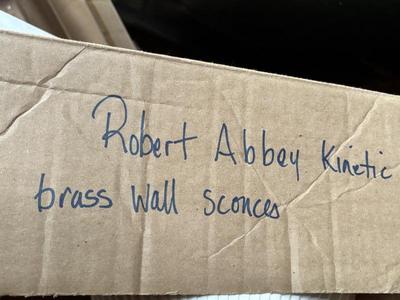 Robert Abbey Kinetic
brass wall sconces